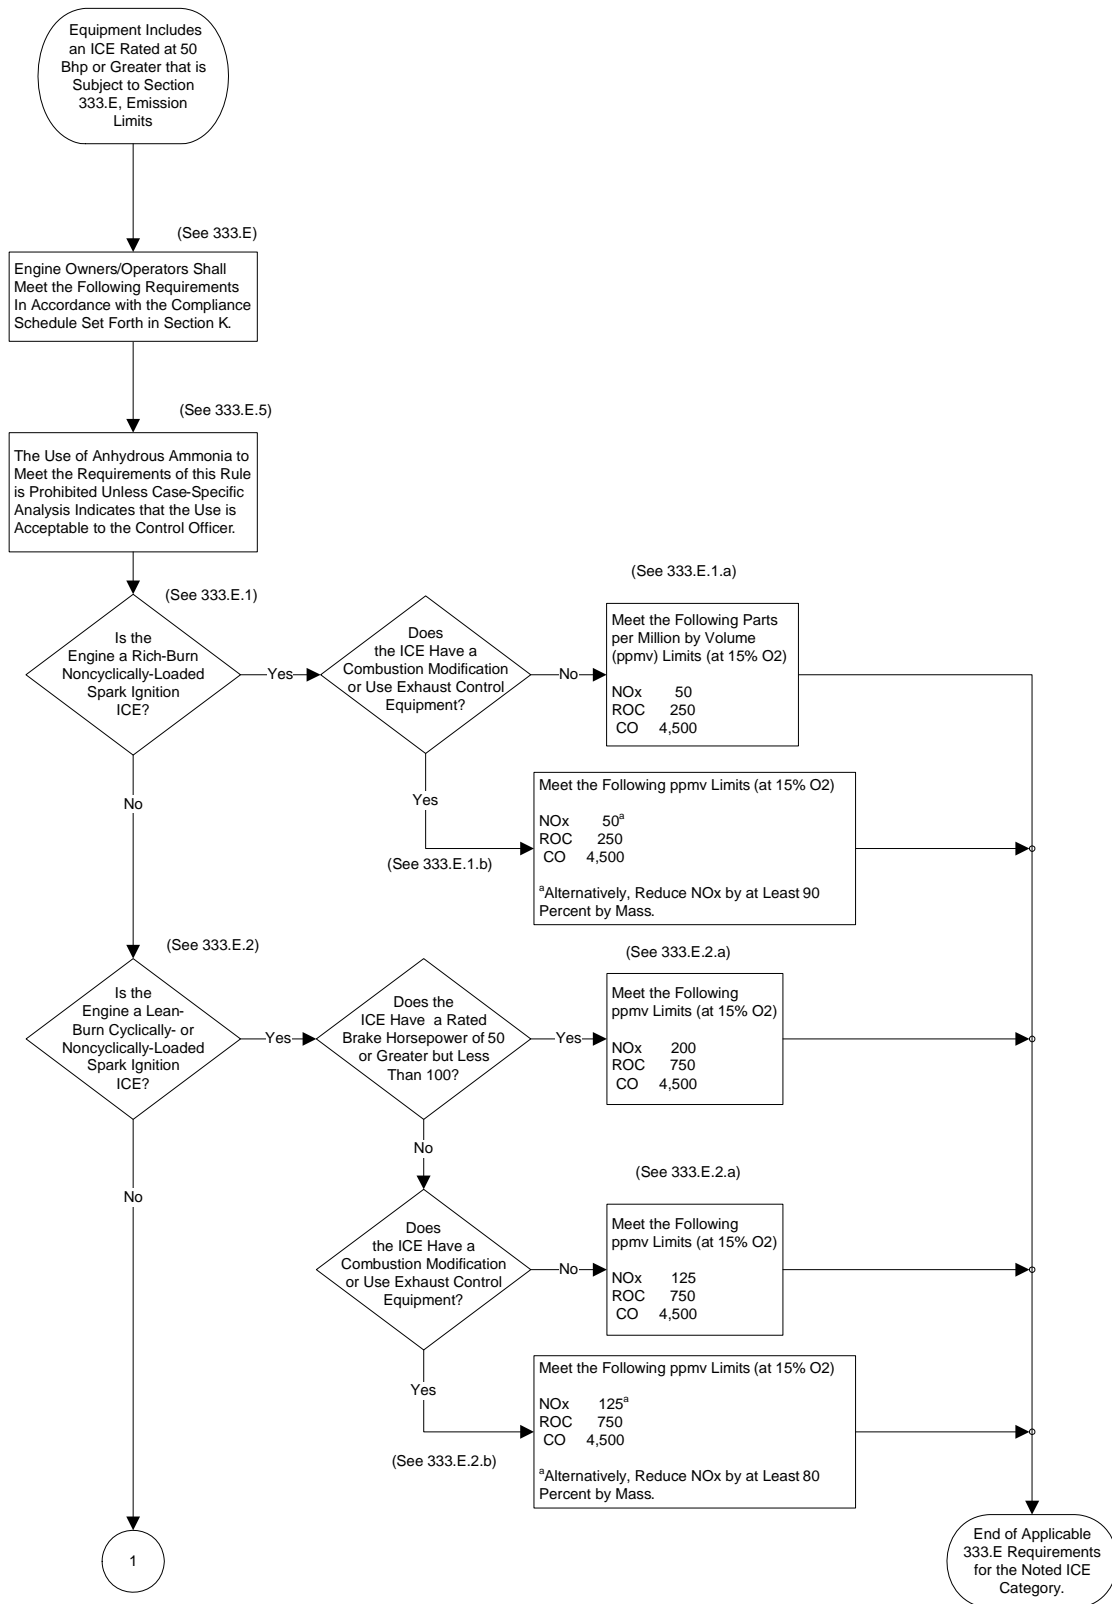 Equipment Includes
an ICE Rated at 50
Bhp or Greater that is
Subject to Section
333.E, Emission
Limits
(See 333.E)
Engine Owners/Operators Shall
Meet the Following Requirements
In Accordance with the Compliance
Schedule Set Forth in Section K.
(See 333.E.5)
The Use of Anhydrous Ammonia to
Meet the Requirements of this Rule
is Prohibited Unless Case-Specific
Analysis Indicates that the Use is
Acceptable to the Control Officer.
(See 333.E.1)
Is the
Engine a Rich-Burn
Noncyclically-Loaded
Spark Ignition
ICE?
Yes
Does
the ICE Have a
Combustion Modification
or Use Exhaust Control
Equipment?
No
(See 333.E.1.a)
Meet the Following Parts
per Million by Volume
(ppmv) Limits (at 15% O2)
NOx 50
ROC 250
CO 4,500
No
Yes
(See 333.E.1.b)
Meet the Following ppmv Limits (at 15% O2)
NOx 50a
ROC 250
CO 4,500
aAlternatively, Reduce NOx by at Least 90
Percent by Mass.
(See 333.E.2)
Is the
Engine a Lean-
Burn Cyclically- or
Noncyclically-Loaded
Spark Ignition
ICE?
Yes
Does the
ICE Have a Rated
Brake Horsepower of 50
or Greater but Less
Than 100?
Yes
(See 333.E.2.a)
Meet the Following
ppmv Limits (at 15% O2)
NOx 200
ROC 750
CO 4,500
No
No
Does
the ICE Have a
Combustion Modification
or Use Exhaust Control
Equipment?
No
(See 333.E.2.a)
Meet the Following
ppmv Limits (at 15% O2)
NOx 125
ROC 750
CO 4,500
Yes
(See 333.E.2.b)
Meet the Following ppmv Limits (at 15% O2)
NOx 125a
ROC 750
CO 4,500
aAlternatively, Reduce NOx by at Least 80
Percent by Mass.
1
End of Applicable
333.E Requirements
for the Noted ICE
Category.